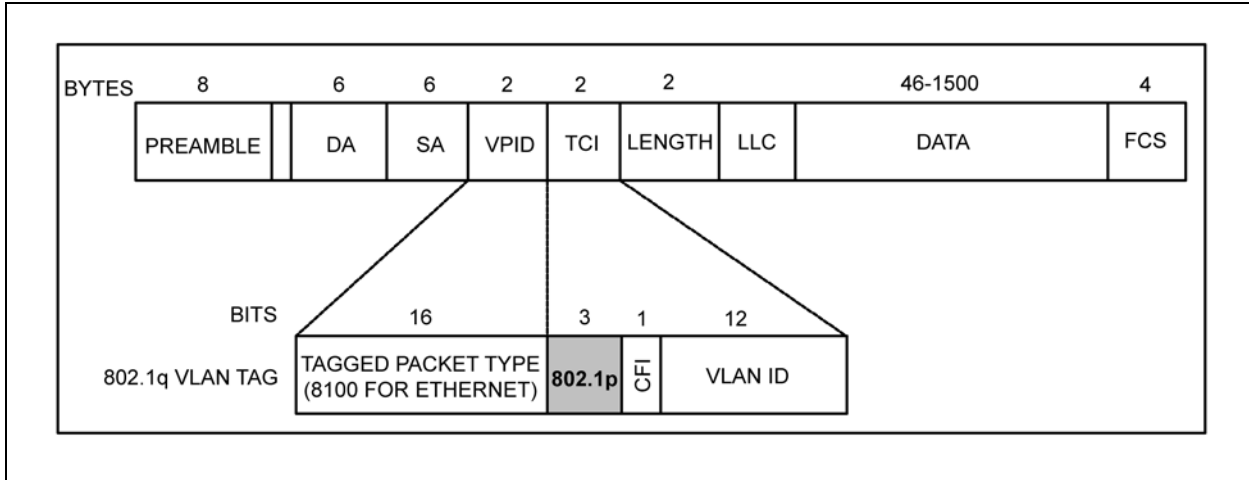 BYTES 8 6 6 2 2 2 46-1500 4
PREAMBLE DA SA VPID TCI LENGTH LLC DATA FCS
BITS 16 3 1 12
802.1q VLAN TAG
TAGGED PACKET TYPE
(8100 FOR ETHERNET)
802.1p
CFI
VLAN ID